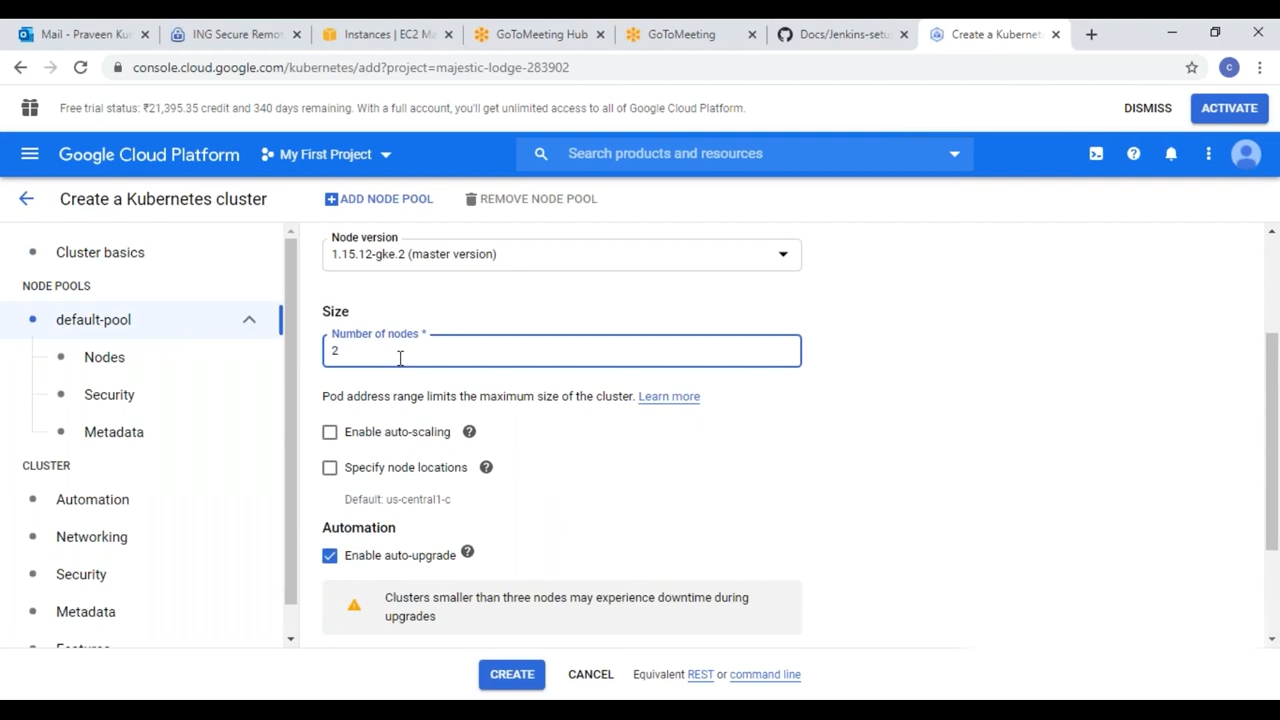 Mail - Praveen Kur
ING Secure Remo
Instances | EC2 Ma
GoToMeeting Hub
GoToMeeting
Docs/Jenkins-setu
Create a Kubernet
console.cloud.google.com/kubernetes/add?project=majestic-lodge-283902
C
Free trial status: ₹21,395.35 credit and 340 days remaining. With a full account, you'll get unlimited access to all of Google Cloud Platform.
DISMISS
ACTIVATE
Google Cloud Platform
My First Project
Search products and resources
Create a Kubernetes cluster
ADD NODE POOL
REMOVE NODE POOL
Cluster basics
NODE POOLS
default-pool
Nodes
Security
Metadata
CLUSTER
Automation
Networking
Security
Metadata
Features
Node version
1.15.12-gke.2 (master version)
Size
Number of nodes *
2
Pod address range limits the maximum size of the cluster. Learn more
Enable auto-scaling
Specify node locations
Default: us-central1-c
Automation
Enable auto-upgrade
Clusters smaller than three nodes may experience downtime during
upgrades
CREATE
CANCEL
Equivalent REST or command line